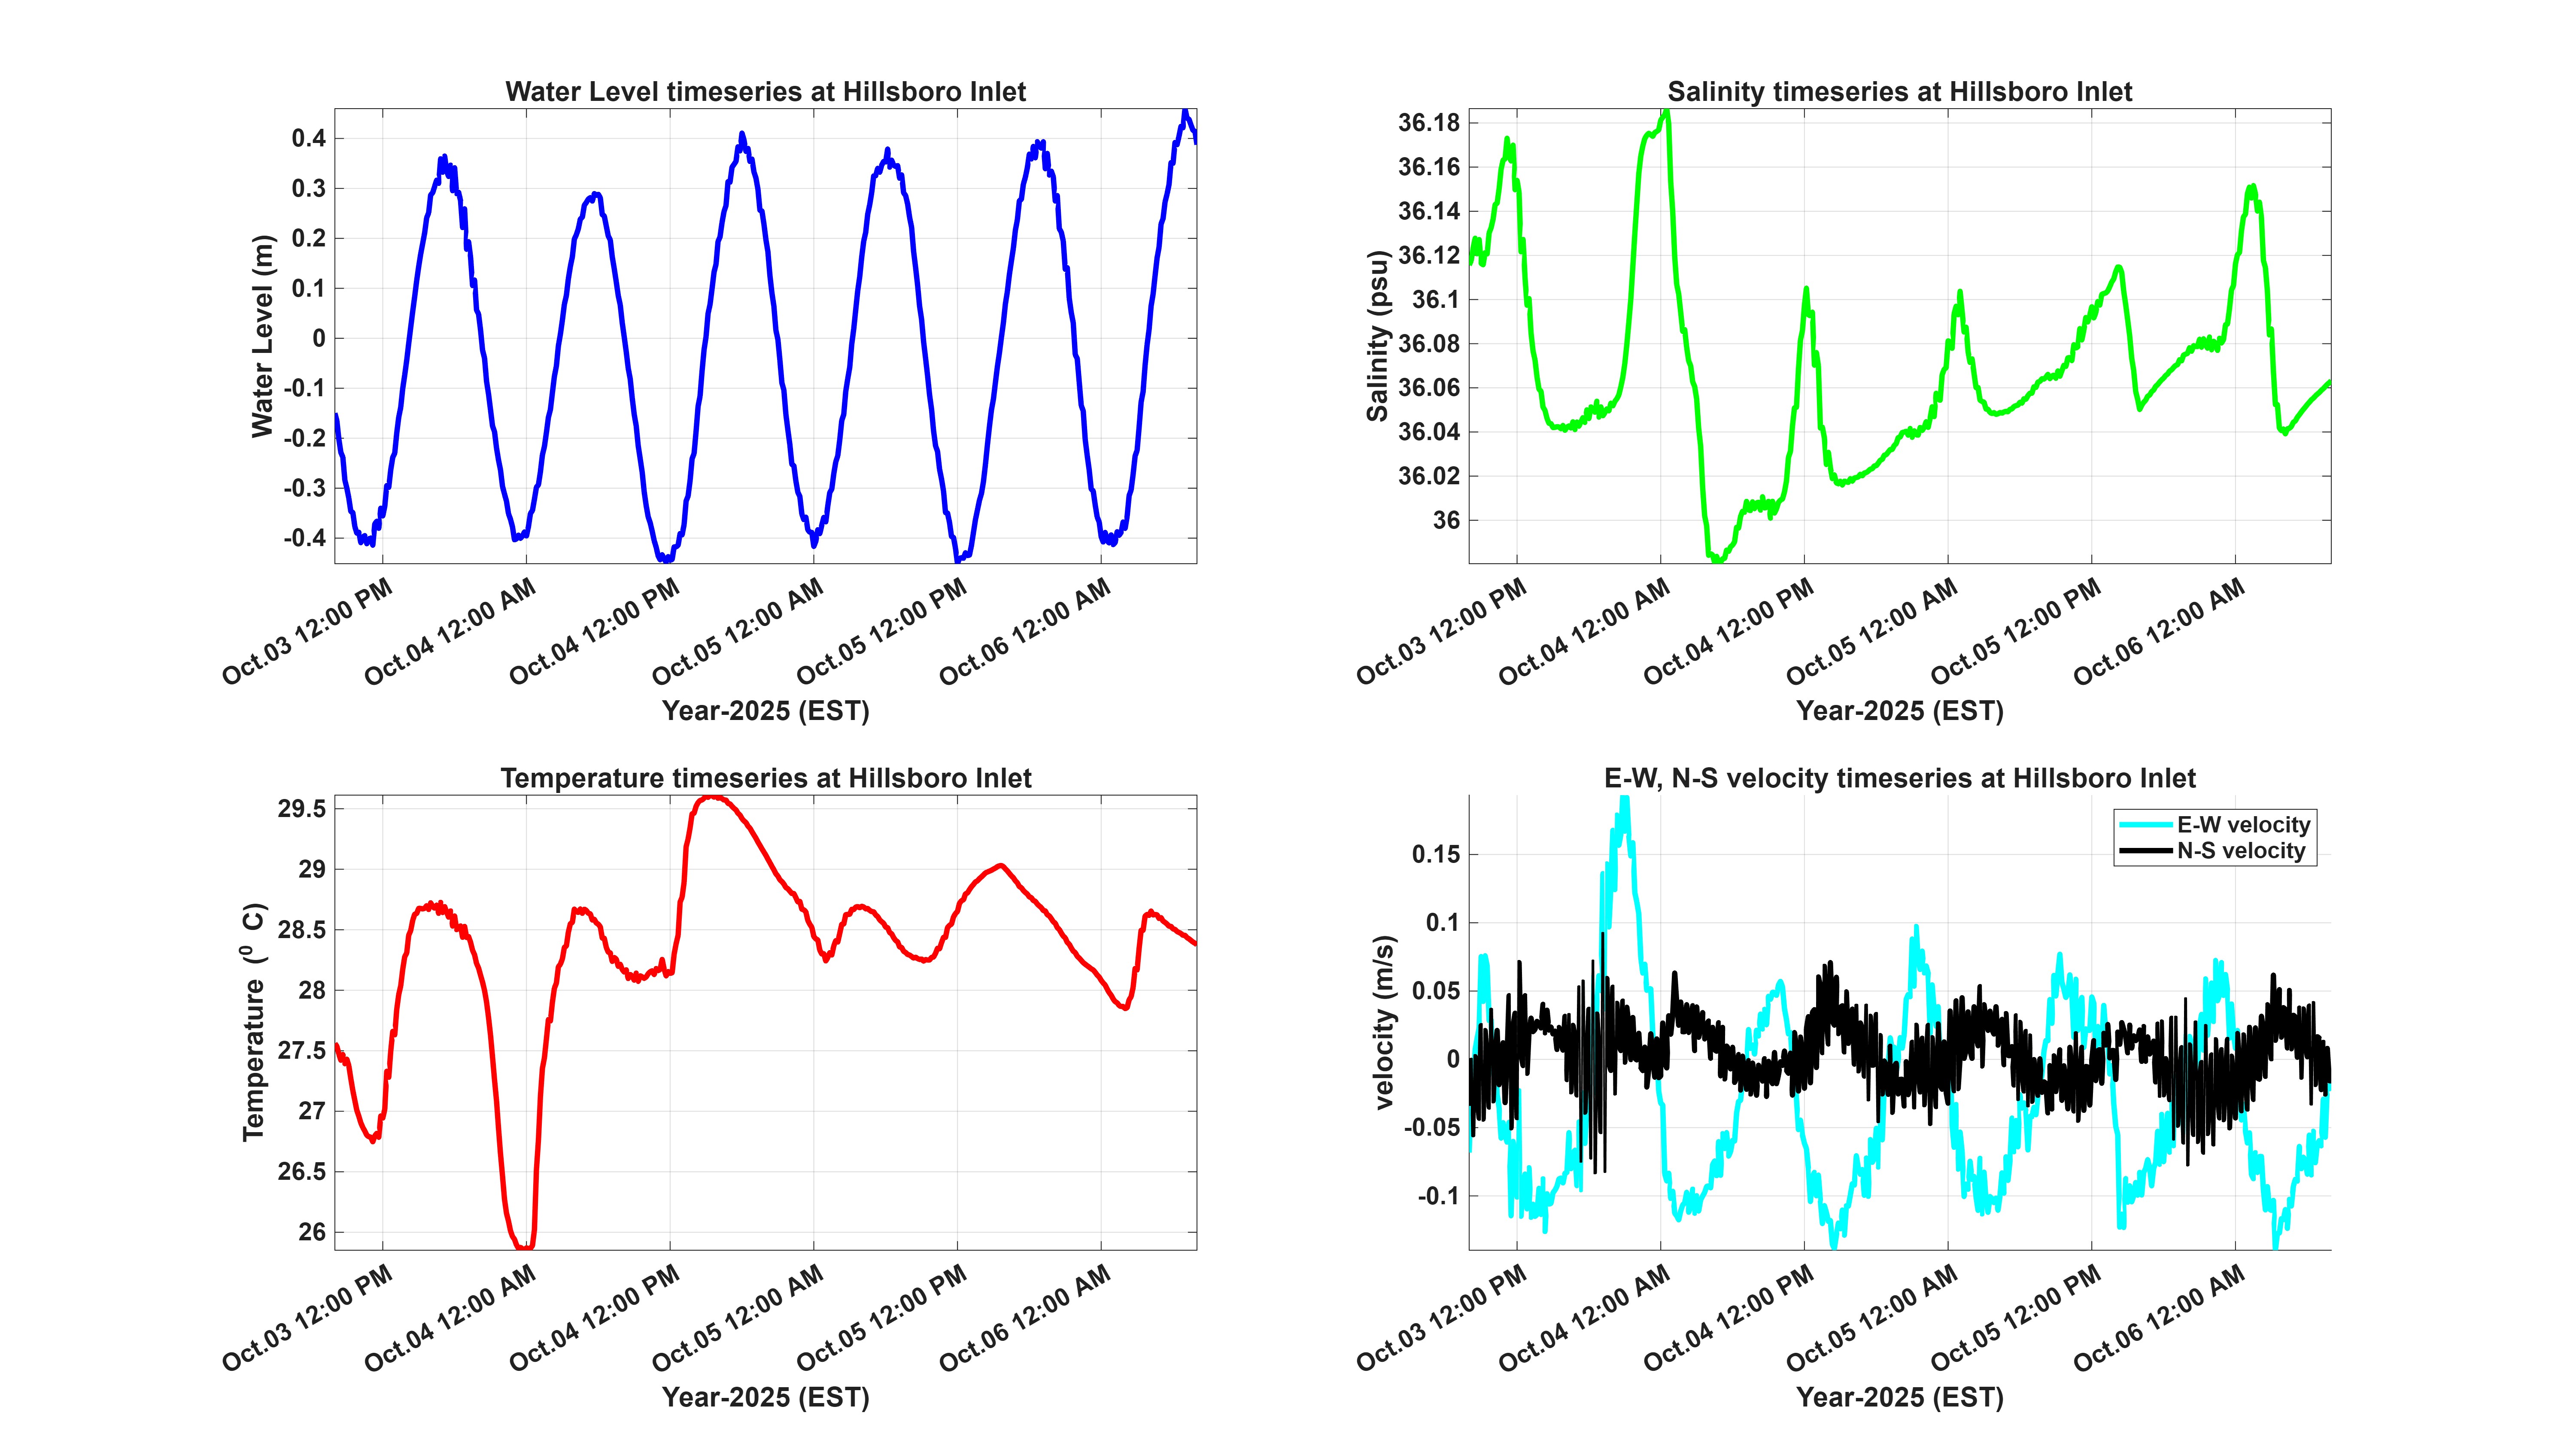 Water Level timeseries at Hillsboro Inlet
Water Level (m)
0.4
0.3
0.2
0.1
0
-0.1
-0.2
-0.3
-0.4
Oct.03 12:00 PM
Oct.04 12:00 AM
Oct.04 12:00 PM
Oct.05 12:00 AM
Oct.05 12:00 PM
Oct.06 12:00 AM
Year-2025 (EST)
Salinity timeseries at Hillsboro Inlet
Salinity (psu)
36.18
36.16
36.14
36.12
36.1
36.08
36.06
36.04
36.02
36
Oct.03 12:00 PM
Oct.04 12:00 AM
Oct.04 12:00 PM
Oct.05 12:00 AM
Oct.05 12:00 PM
Oct.06 12:00 AM
Year-2025 (EST)
Temperature timeseries at Hillsboro Inlet
Temperature (⁰ C)
29.5
29
28.5
28
27.5
27
26.5
26
Oct.03 12:00 PM
Oct.04 12:00 AM
Oct.04 12:00 PM
Oct.05 12:00 AM
Oct.05 12:00 PM
Oct.06 12:00 AM
Year-2025 (EST)
E-W, N-S velocity timeseries at Hillsboro Inlet
velocity (m/s)
0.15
0.1
0.05
0
-0.05
-0.1
E-W velocity
N-S velocity
Oct.03 12:00 PM
Oct.04 12:00 AM
Oct.04 12:00 PM
Oct.05 12:00 AM
Oct.05 12:00 PM
Oct.06 12:00 AM
Year-2025 (EST)